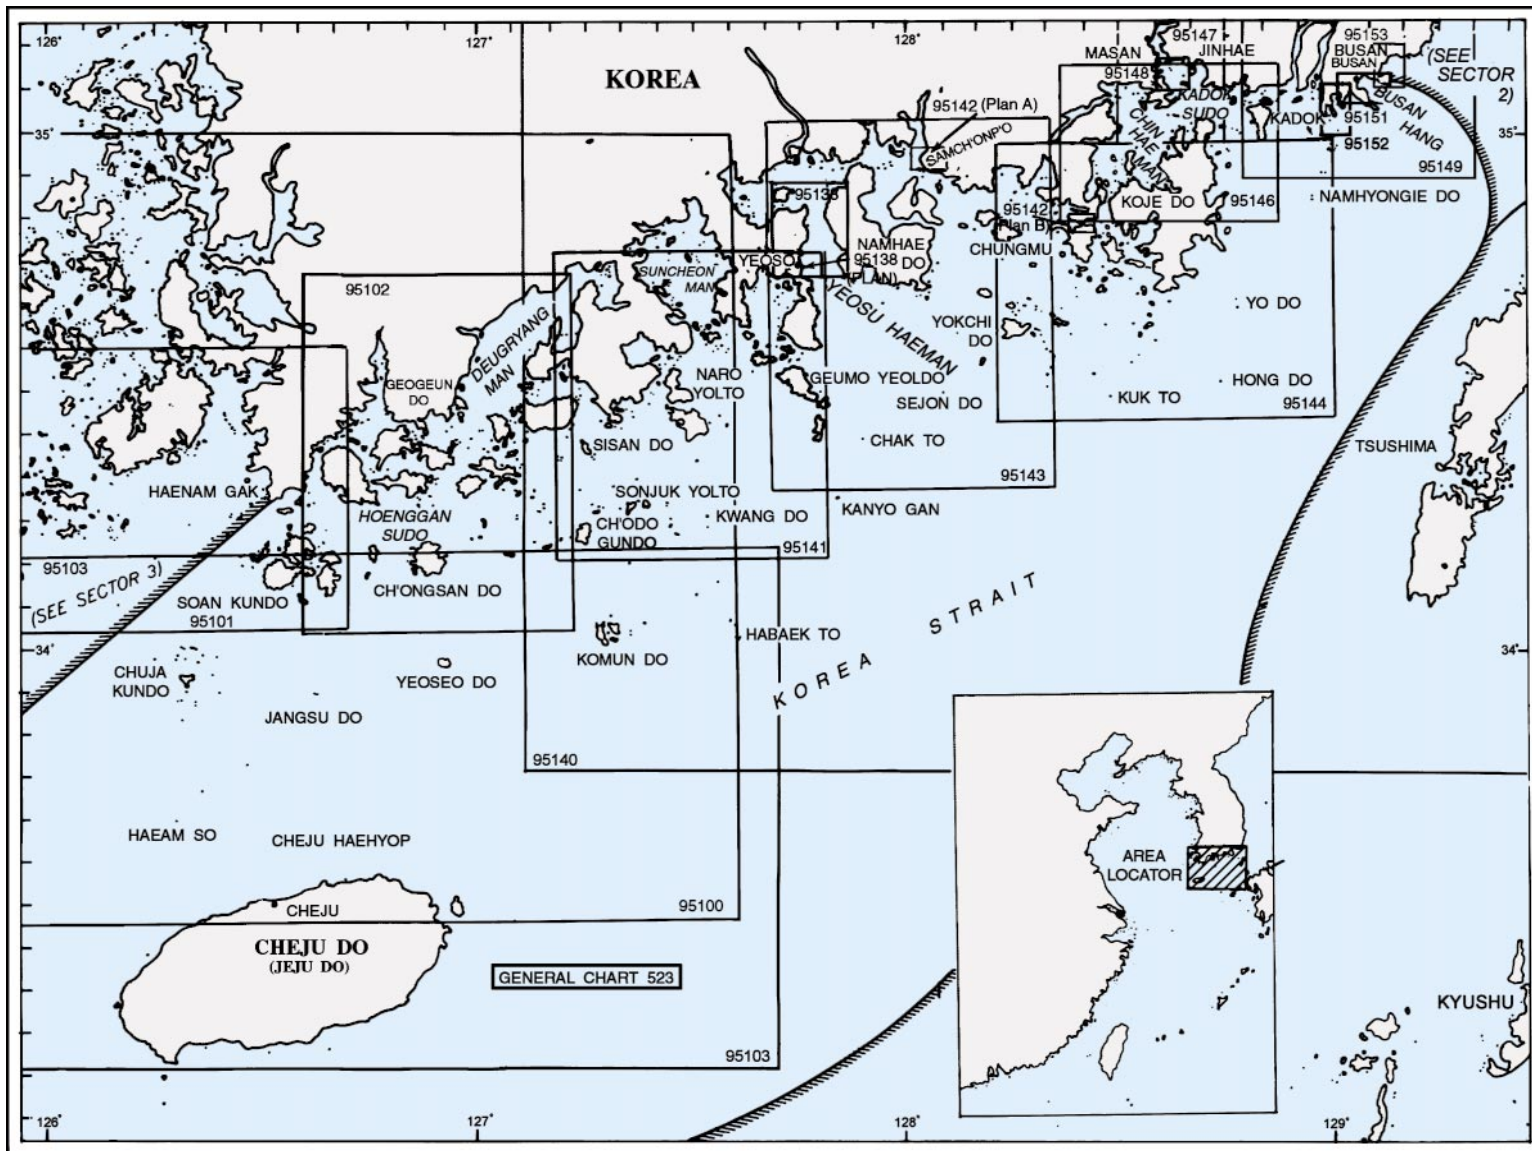 126°
127°
128°
KOREA
95142 (Plan A)
SAMCH'ONP'O
MASAN
95147
JINHAE
95148
95153
BUSAN
BUSAN
(SEE
SECTOR
2)
KADOK
SUDO
KADOK
BUSAN
HANG
95151
95152
95149
35°
35°
CHIN
HAE
MAN
KOJE DO
95146
NAMHYONGIE DO
95142
(Plan B)
CHUNGMU
NAMHAE
DO
95138
(PLAN)
YEOSO
SUNCHEON
MAN
95102
YEOSU HAEMAN
YOKCHI
DO
YO DO
HONG DO
KUK TO
95144
DEUGRYANG
MAN
GEOGEUN
DO
NARO
YOLTO
GEUMO YEOLDO
SEJON DO
CHAK TO
TSUSHIMA
SISAN DO
95143
HAENAM GAK
SONJUK YOLTO
KWANG DO
KANYO GAN
HOENGGAN
SUDO
CH'ODO
GUNDO
95141
95103
(SEE SECTOR 3)
SOAN KUNDO
95101
CH'ONGSAN DO
KOREA STRAIT
HABAEK TO
34°
34°
KOMUN DO
CHUJA
KUNDO
YEOSEO DO
JANGSU DO
95140
HAEAM SO
CHEJU HAEHYOP
AREA
LOCATOR
95100
CHEJU
CHEJU DO
(JEJU DO)
GENERAL CHART 523
KYUSHU
95103
126°
127°
128°
129°